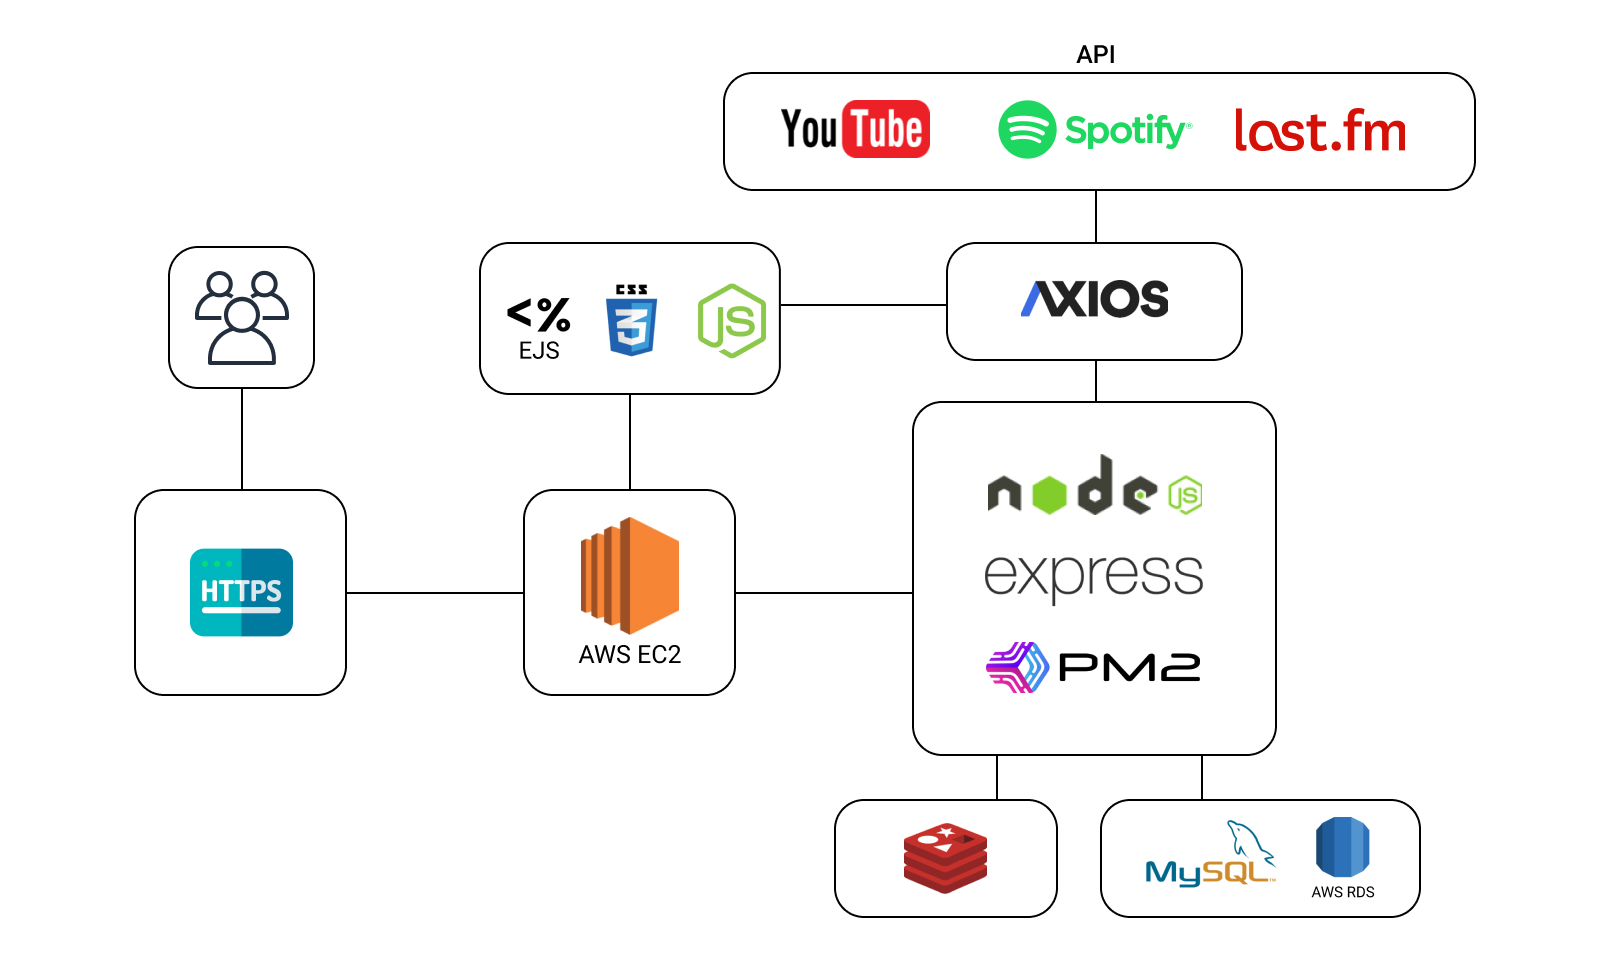 API
YouTube
Spotify®
last.fm
<%
EJS
CSS
3
JS
AXIOS
HTTPS
AWS EC2
node
JS
express
PM2
MySQL™
AWS RDS